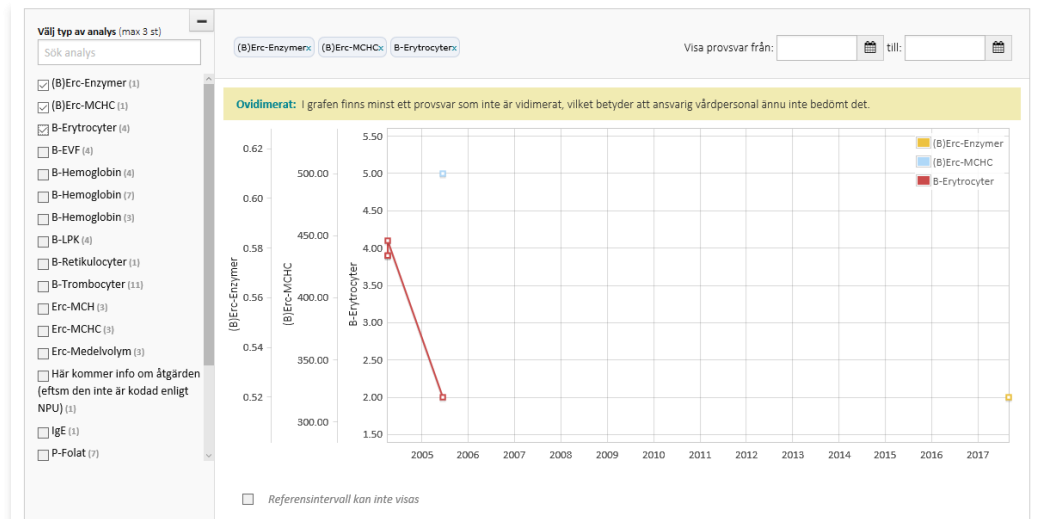 Välj typ av analys (max 3 st)
Sök analys
(B)Erc-Enzymer (1)
(B)Erc-MCHC (1)
B-Erytrocyter (4)
B-EVF (4)
B-Hemoglobin (4)
B-Hemoglobin (7)
B-Hemoglobin (3)
B-LPK (4)
B-Retikulocyter (1)
B-Trombocyter (11)
Erc-MCH (3)
Erc-MCHC (3)
Erc-Medelvolym (3)
Här kommer info om åtgärden
(eftsm den inte är kodad enligt
NPU) (1)
IgE (1)
P-Folat (7)
(B)Erc-Enzymerx (B)Erc-MCHCx B-Erytrocyterx
Visa provsvar från: till:
Ovidimerat: I grafen finns minst ett provsvar som inte är vidimerat, vilket betyder att ansvarig vårdpersonal ännu inte bedömt det.
(B)Erc-Enzymer
0.62
0.60
0.58
0.56
0.54
0.52
(B)Erc-MCHC
500.00
450.00
400.00
350.00
300.00
B-Erytrocyter
5.50
5.00
4.50
4.00
3.50
3.00
2.50
2.00
1.50
(B)Erc-Enzymer
(B)Erc-MCHC
B-Erytrocyter
2005 2006 2007 2008 2009 2010 2011 2012 2013 2014 2015 2016 2017
Referensintervall kan inte visas